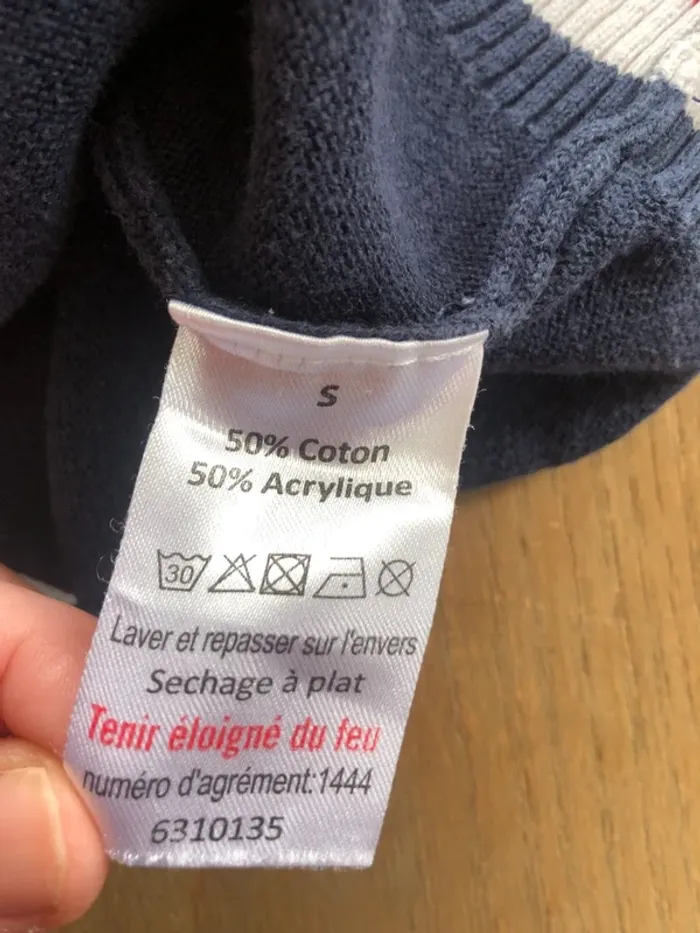 S
50% Coton
50% Acrylique
30
Laver et repasser sur l'envers
Sechage à plat
Tenir éloigné du feu
numéro d'agrément:1444
6310135